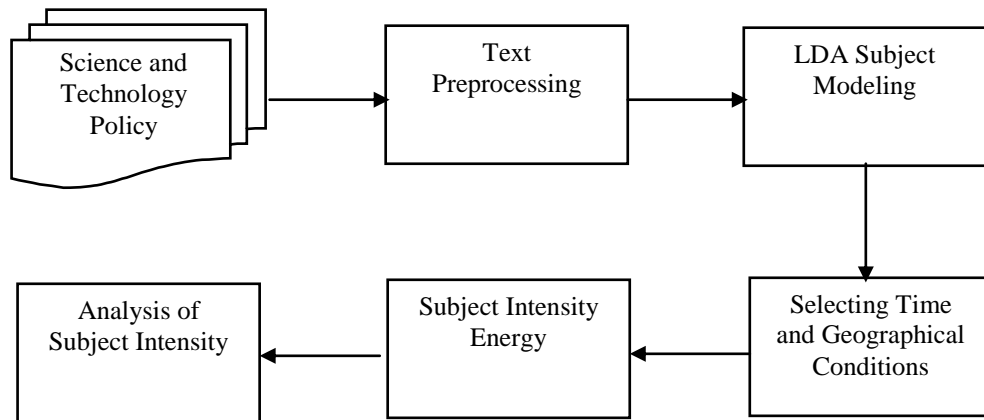 Science and
Technology
Policy
Text
Preprocessing
LDA Subject
Modeling
Selecting Time
and Geographical
Conditions
Subject Intensity
Energy
Analysis of
Subject Intensity